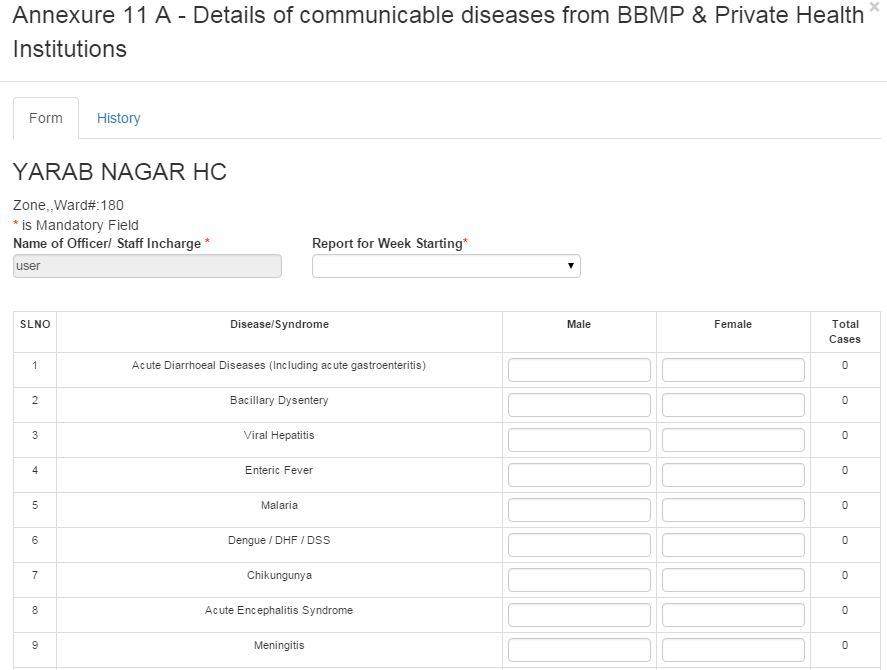 Annexure 11 A - Details of communicable diseases from BBMP & Private Health ×
Institutions
Form History
YARAB NAGAR HC
Zone,,Ward#:180
* is Mandatory Field
Name of Officer/ Staff Incharge * Report for Week Starting*
user
SLNO Disease/Syndrome Male Female Total
Cases
1 Acute Diarrhoeal Diseases (Including acute gastroenteritis) 0
2 Bacillary Dysentery 0
3 Viral Hepatitis 0
4 Enteric Fever 0
5 Malaria 0
6 Dengue / DHF / DSS 0
7 Chikungunya 0
8 Acute Encephalitis Syndrome 0
9 Meningitis 0